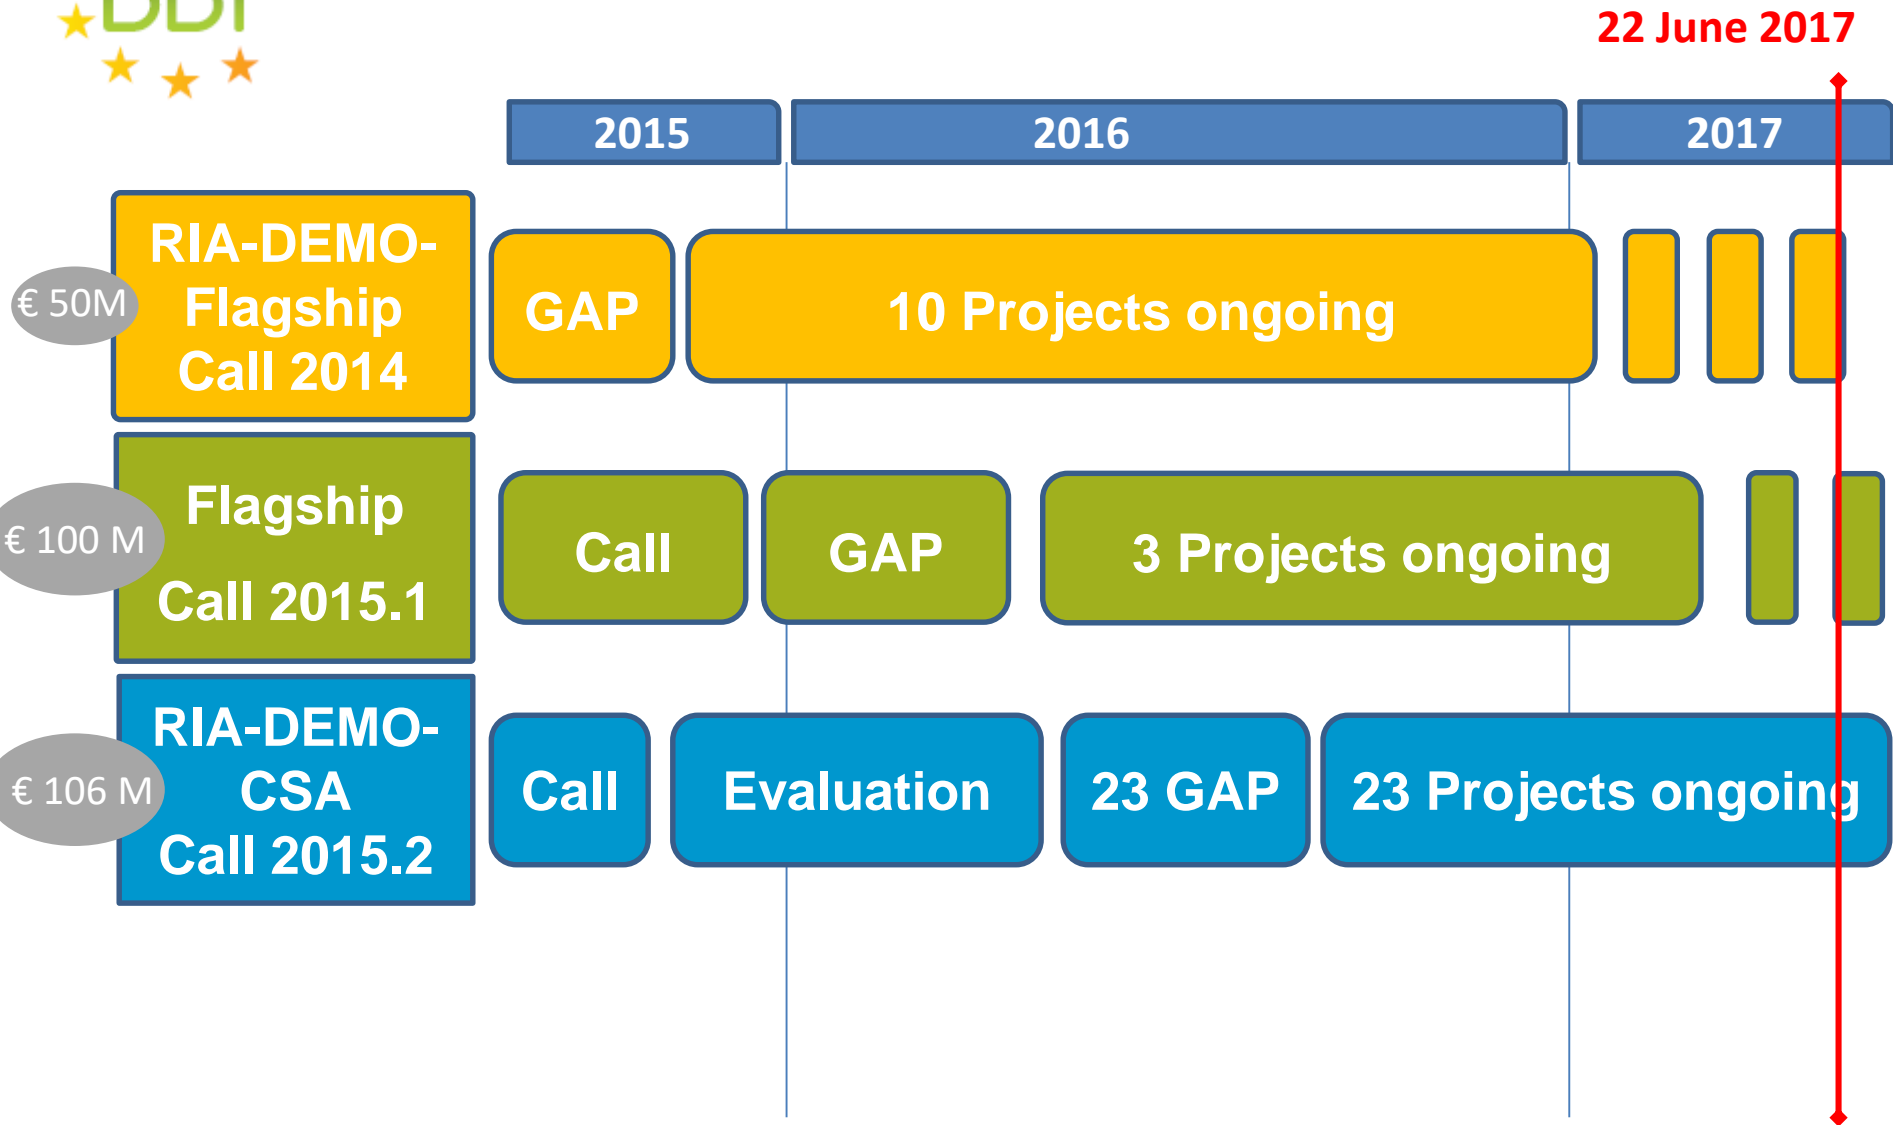 22 June 2017
2015
2016
2017
€ 50M
RIA-DEMO-
Flagship
Call 2014
GAP
10 Projects ongoing
€ 100 M
Flagship
Call 2015.1
Call
GAP
3 Projects ongoing
€ 106 M
RIA-DEMO-
CSA
Call 2015.2
Call
Evaluation
23 GAP
23 Projects ongoing